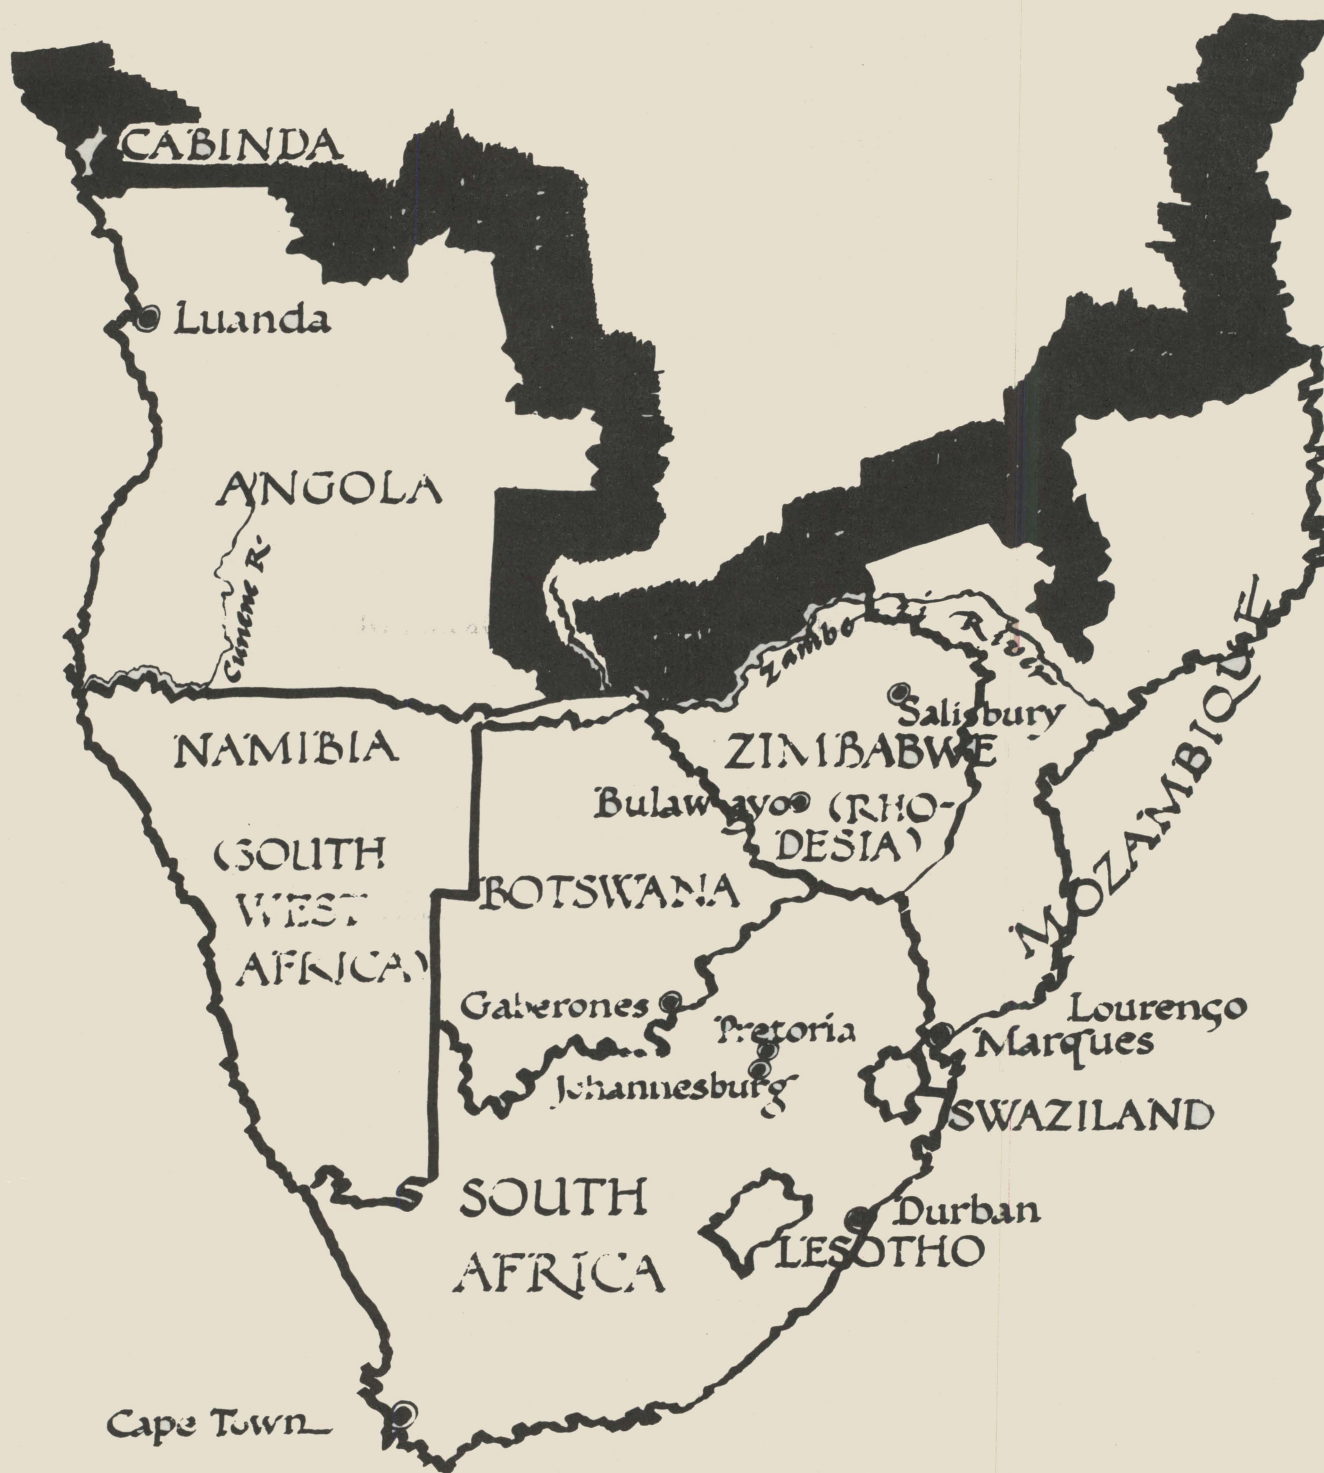 CABINDA
Luanda
ANGOLA
Cunene R.
Zambezi River
Salisbury
NAMIBIA
ZIMBABWE
Bulawayo
(RHO-
DESIA)
(SOUTH
WEST
AFRICA)
BOTSWANA
MOZAMBIQUE
Gaberones
Pretoria
Lourenço
Marques
Johannesburg
SWAZILAND
SOUTH
AFRICA
Durban
LESOTHO
Cape Town